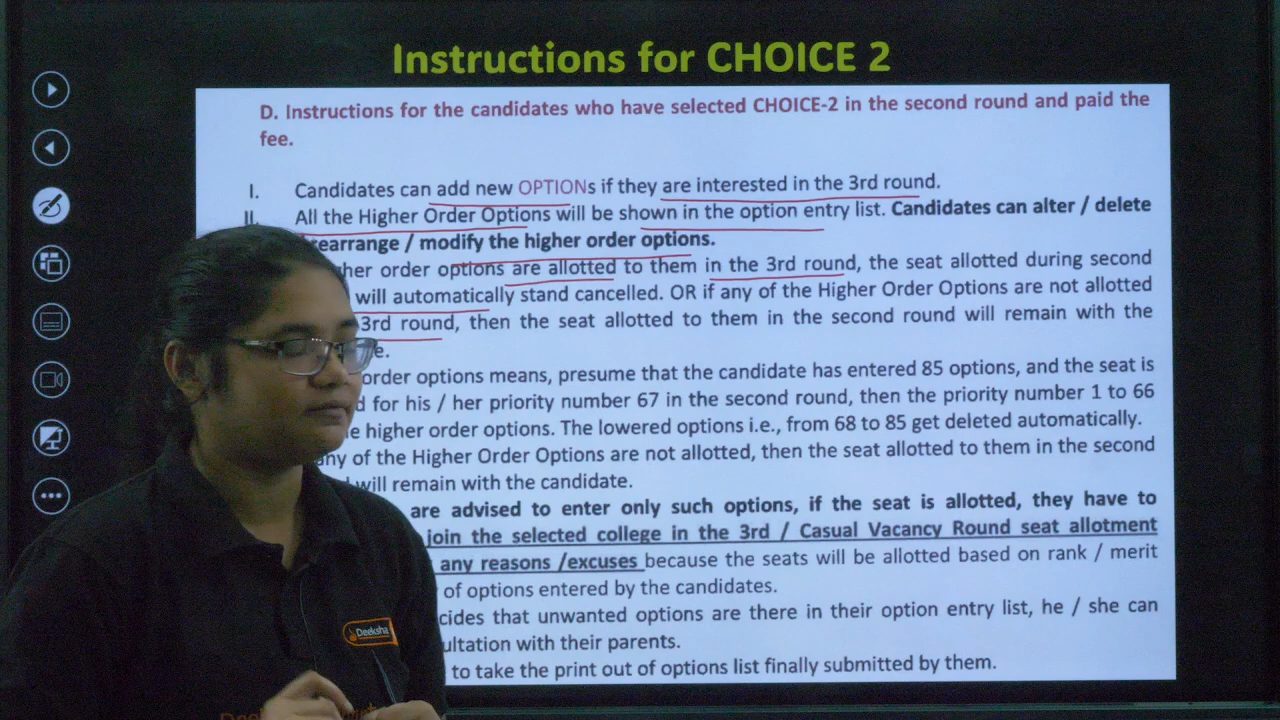 Instructions for CHOICE 2
D. Instructions for the candidates who have selected CHOICE-2 in the second round and paid the
fee.
I. Candidates can add new OPTIONs if they are interested in the 3rd round.
II. All the Higher Order Options will be shown in the option entry list. Candidates can alter / delete
rearrange / modify the higher order options.
her order options are allotted to them in the 3rd round, the seat allotted during second
will automatically stand cancelled. OR if any of the Higher Order Options are not allotted
3rd round, then the seat allotted to them in the second round will remain with the
e.
order options means, presume that the candidate has entered 85 options, and the seat is
d for his / her priority number 67 in the second round, then the priority number 1 to 66
e higher order options. The lowered options i.e., from 68 to 85 get deleted automatically.
any of the Higher Order Options are not allotted, then the seat allotted to them in the second
will remain with the candidate.
are advised to enter only such options, if the seat is allotted, they have to
join the selected college in the 3rd / Casual Vacancy Round seat allotment
any reasons /excuses because the seats will be allotted based on rank / merit
of options entered by the candidates.
cides that unwanted options are there in their option entry list, he / she can
ultation with their parents.
to take the print out of options list finally submitted by them.
Deeksha